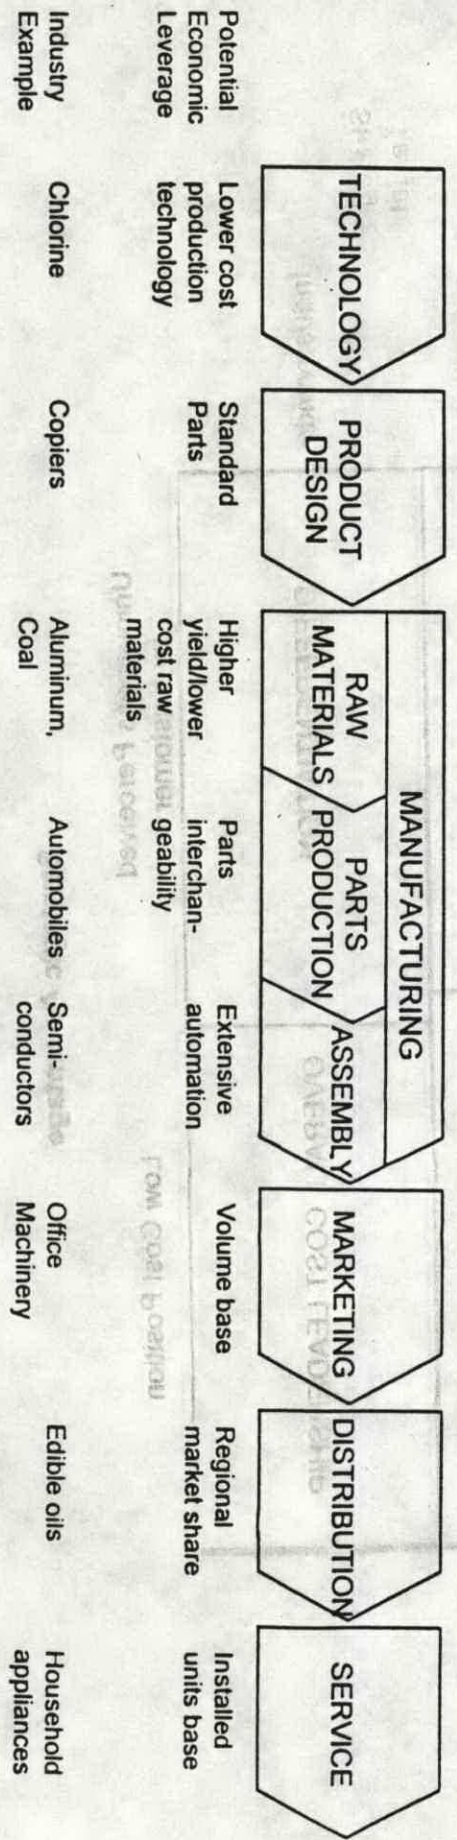 MANUFACTURING
TECHNOLOGY
PRODUCT
DESIGN
RAW
MATERIALS
PARTS
PRODUCTION
ASSEMBLY
MARKETING
DISTRIBUTION
SERVICE
Potential
Economic
Leverage
Lower cost
production
technology
Standard
Parts
Higher
yield/lower
cost raw
materials
Parts
interchan-
geability
Extensive
automation
Volume base
Regional
market share
Installed
units base
Industry
Example
Chlorine
Copiers
Aluminum,
Coal
Automobiles
Semi-
conductors
Office
Machinery
Edible oils
Household
appliances